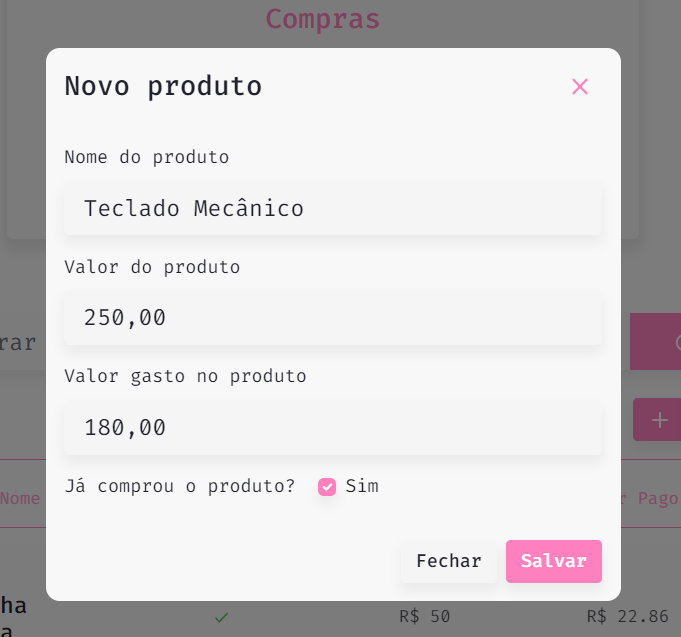 Compras
Novo produto
Nome do produto
Teclado Mecânico
Valor do produto
rar
250,00
Valor gasto no produto
180,00
Já comprou o produto? Sim
Nome
Pago
Fechar
Salvar
ha
a
R$ 50
R$ 22.86